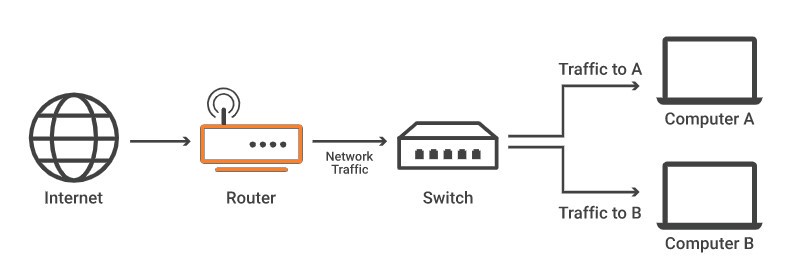 Internet
Router
Network
Traffic
Switch
Traffic to A
Computer A
Traffic to B
Computer B